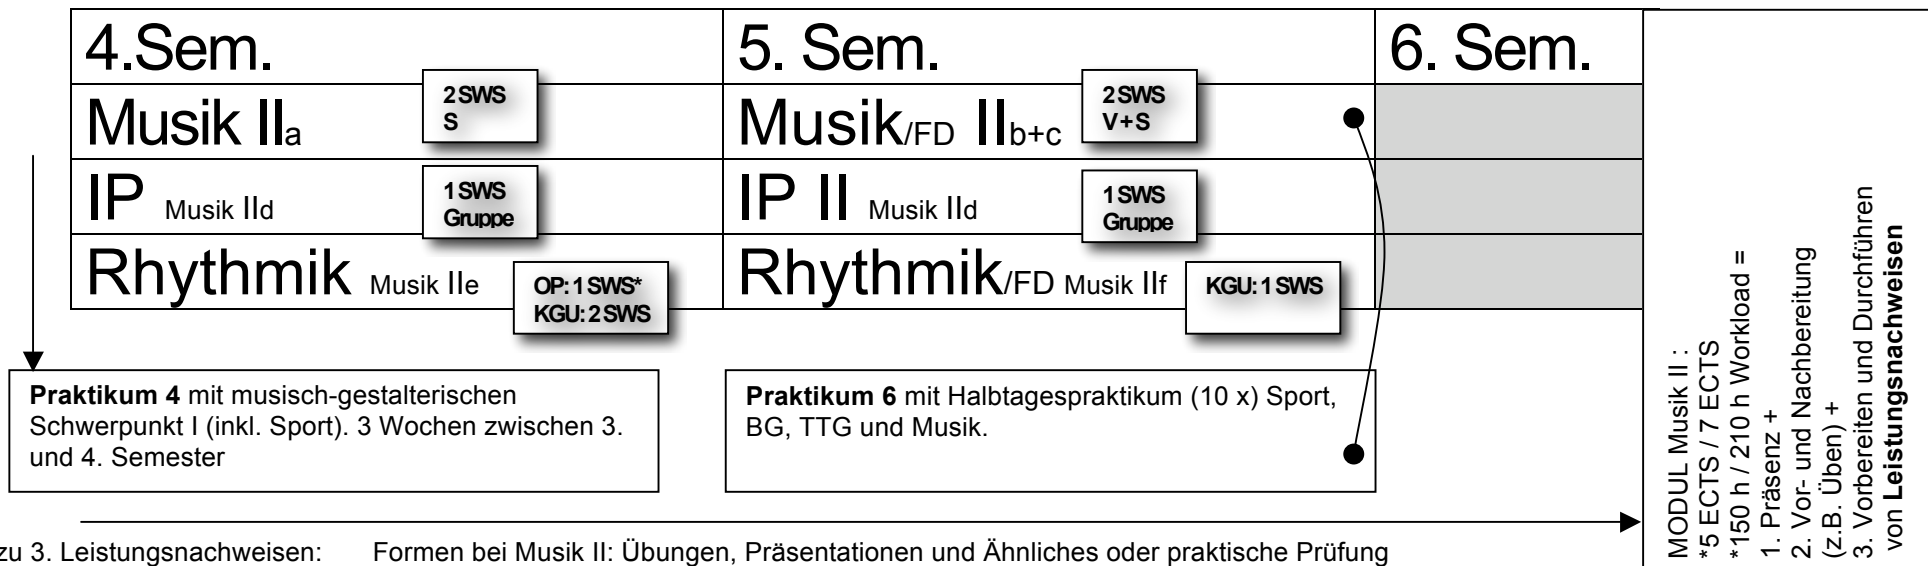 4.Sem.
5. Sem.
6. Sem.
Musik IIa
2 SWS
S
Musik/FD IIb+c
2 SWS
V+S
IP Musik IId
1 SWS
Gruppe
IP II Musik IId
1 SWS
Gruppe
Rhythmik Musik IIe
OP: 1 SWS*
KGU: 2 SWS
Rhythmik/FD Musik IIf
KGU: 1 SWS
Praktikum 4 mit musisch-gestalterischen
Schwerpunkt I (inkl. Sport). 3 Wochen zwischen 3.
und 4. Semester
Praktikum 6 mit Halbtagespraktikum (10 x) Sport,
BG, TTG und Musik.
zu 3. Leistungsnachweisen: Formen bei Musik II: Übungen, Präsentationen und Ähnliches oder praktische Prüfung
MODUL Musik II :
*5 ECTS / 7 ECTS
*150 h / 210 h Workload =
1. Präsenz +
2. Vor- und Nachbereitung
(z.B. Üben) +
3. Vorbereiten und Durchführen
von Leistungsnachweisen